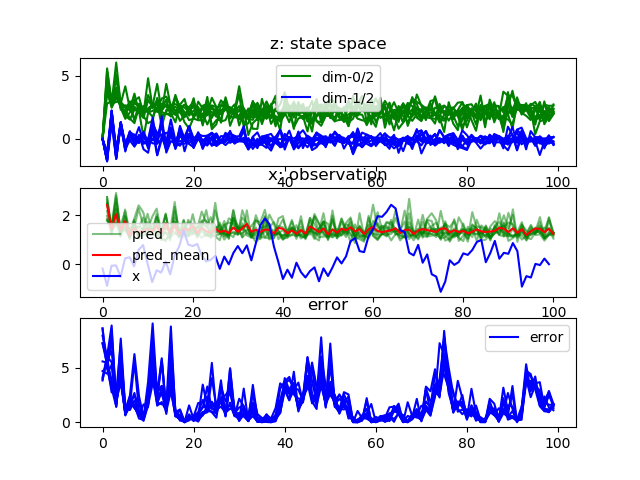 z: state space
5
0
dim-0/2
dim-1/2
0 20 40 60 80 100
x: observation
2
0
pred
pred_mean
x
0 20 40 60 80 100
error
5
0
error
0 20 40 60 80 100